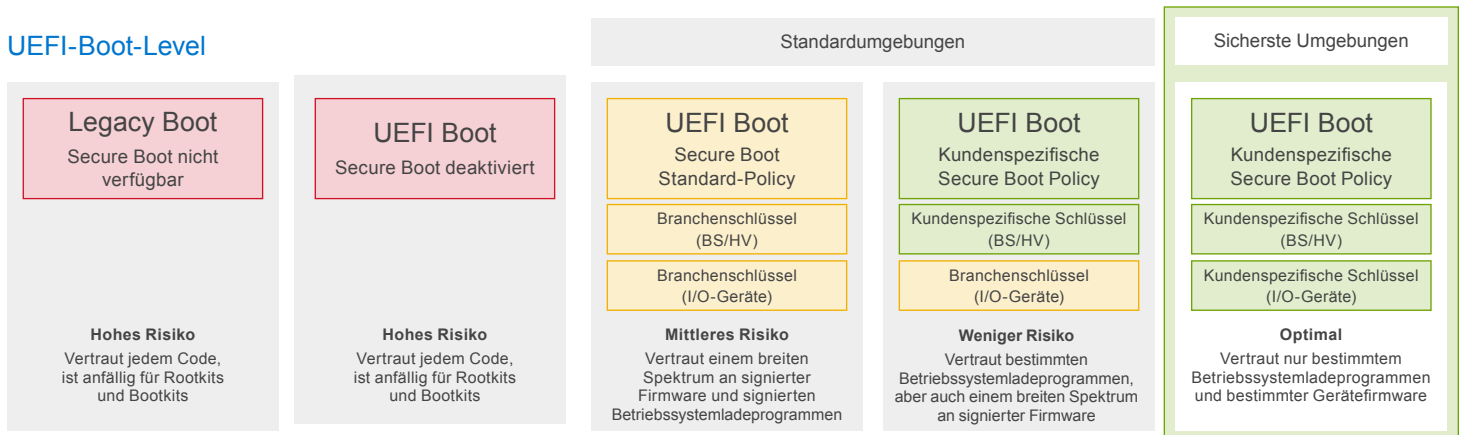 UEFI-Boot-Level
Standardumgebungen
Sicherste Umgebungen
Legacy Boot
Secure Boot nicht
verfügbar
Hohes Risiko
Vertraut jedem Code,
ist anfällig für Rootkits
und Bootkits
UEFI Boot
Secure Boot deaktiviert
Hohes Risiko
Vertraut jedem Code,
ist anfällig für Rootkits
und Bootkits
UEFI Boot
Secure Boot
Standard-Policy
Branchenschlüssel
(BS/HV)
Branchenschlüssel
(I/O-Geräte)
Mittleres Risiko
Vertraut einem breiten
Spektrum an signierter
Firmware und signierten
Betriebssystemladeprogrammen
UEFI Boot
Kundenspezifische
Secure Boot Policy
Kundenspezifische Schlüssel
(BS/HV)
Branchenschlüssel
(I/O-Geräte)
Weniger Risiko
Vertraut bestimmten
Betriebssystemladeprogrammen,
aber auch einem breiten Spektrum
an signierter Firmware
UEFI Boot
Kundenspezifische
Secure Boot Policy
Kundenspezifische Schlüssel
(BS/HV)
Kundenspezifische Schlüssel
(I/O-Geräte)
Optimal
Vertraut nur bestimmtem
Betriebssystemladeprogrammen
und bestimmter Gerätefirmware